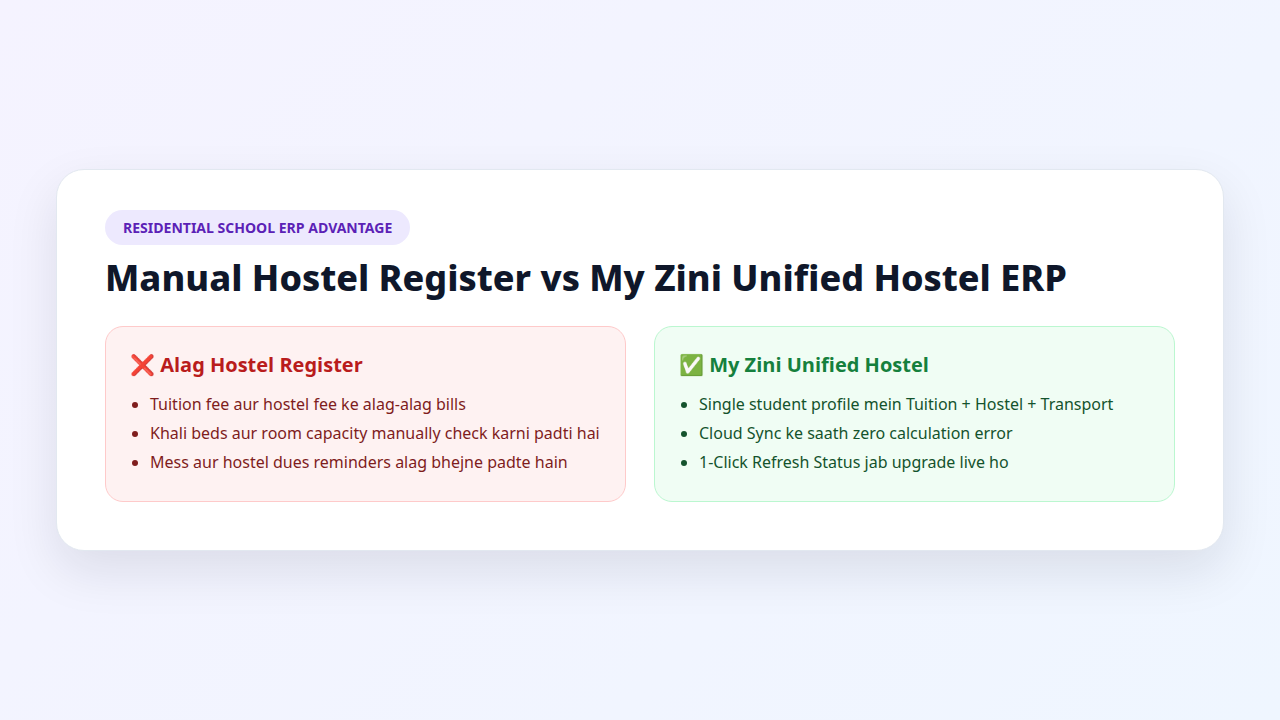 RESIDENTIAL SCHOOL ERP ADVANTAGE
Manual Hostel Register vs My Zini Unified Hostel ERP
❌ Alag Hostel Register
• Tuition fee aur hostel fee ke alag-alag bills
• Khali beds aur room capacity manually check karni padti hai
• Mess aur hostel dues reminders alag bhejne padte hain
✅ My Zini Unified Hostel
• Single student profile mein Tuition + Hostel + Transport
• Cloud Sync ke saath zero calculation error
• 1-Click Refresh Status jab upgrade live ho